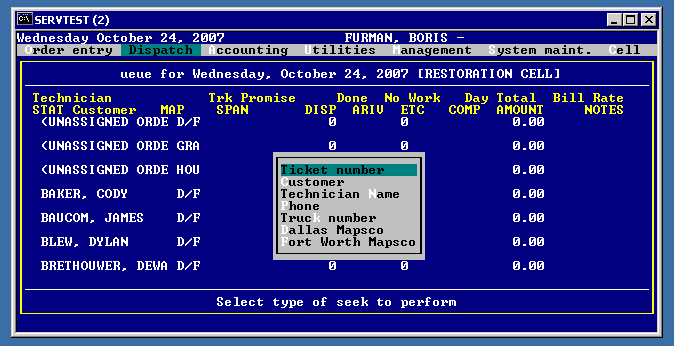 SERVTEST (2)
Wednesday October 24, 2007 FURMAN, BORIS -
Order entry Dispatch Accounting Utilities Management System maint. Cell
ueue for Wednesday, October 24, 2007 [RESTORATION CELL]
Technician Trk Promise Done No Work Day Total Bill Rate
STAT Customer MAP SPAN DISP ARIV ETC COMP AMOUNT NOTES
(UNASSIGNED ORDE D/F 0 0 0.00
(UNASSIGNED ORDE GRA 0 0 0.00
(UNASSIGNED ORDE HOU 0.00
BAKER, CODY D/F 0.00
BAUCOM, JAMES D/F 0.00
BLEW, DYLAN D/F 0.00
BRETHOUWER, DEWA D/F 0 0 0.00
Ticket number
Customer
Technician Name
Phone
Truck number
Dallas Mapsco
Fort Worth Mapsco
Select type of seek to perform